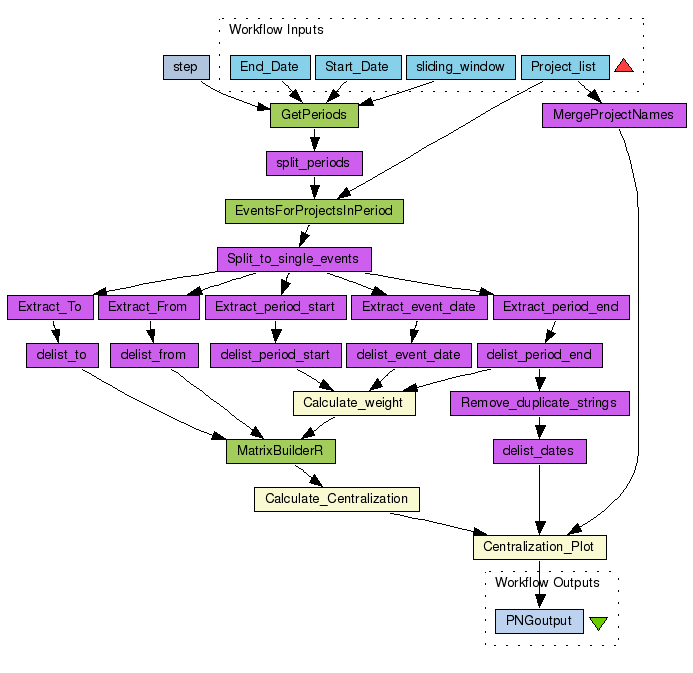 Workflow Inputs
step
End_Date
Start_Date
sliding_window
Project_list
GetPeriods
MergeProjectNames
split_periods
EventsForProjectsInPeriod
Split_to_single_events
Extract_To
Extract_From
Extract_period_start
Extract_event_date
Extract_period_end
delist_to
delist_from
delist_period_start
delist_event_date
delist_period_end
Calculate_weight
Remove_duplicate_strings
MatrixBuilderR
delist_dates
Calculate_Centralization
Centralization_Plot
Workflow Outputs
PNGoutput